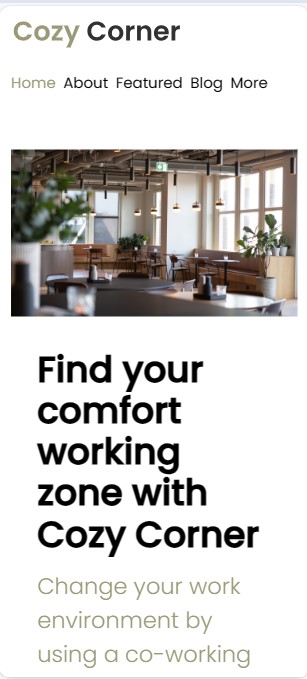 Cozy Corner
Home About Featured Blog More
Find your
comfort
working
zone with
Cozy Corner
Change your work
environment by
using a co-working